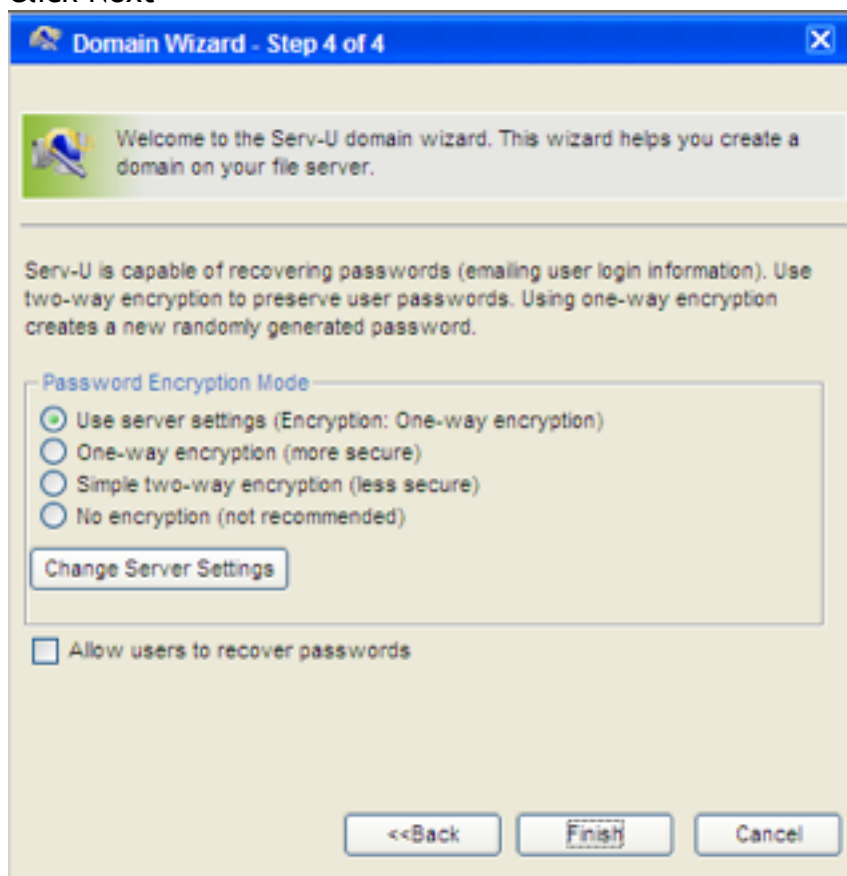 Click Next
Domain Wizard - Step 4 of 4
Welcome to the Serv-U domain wizard. This wizard helps you create a
domain on your file server.
Serv-U is capable of recovering passwords (emailing user login information). Use
two-way encryption to preserve user passwords. Using one-way encryption
creates a new randomly generated password.
Password Encryption Mode
Use server settings (Encryption: One-way encryption)
One-way encryption (more secure)
Simple two-way encryption (less secure)
No encryption (not recommended)
Change Server Settings
Allow users to recover passwords
<<Back Finish Cancel